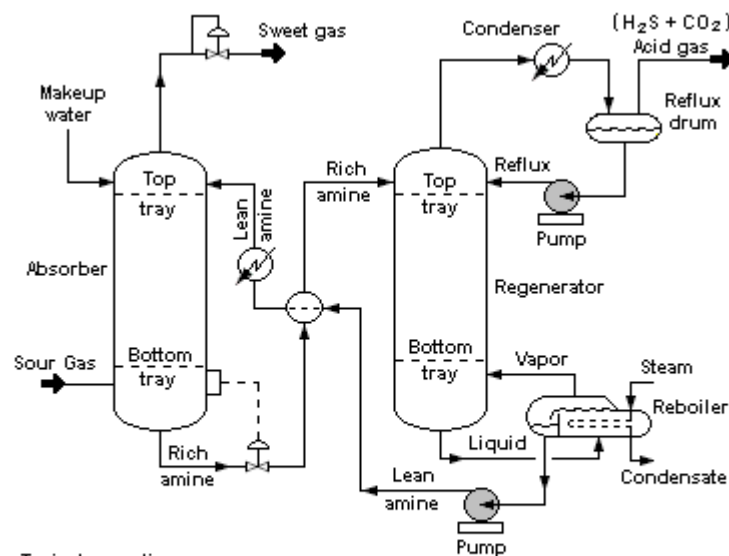 Sweet gas
Condenser
(H₂S + CO₂)
Acid gas
Makeup
water
Reflux
drum
Top
tray
Lean
amine
Rich
amine
Top
tray
Reflux
Pump
Absorber
Regenerator
Sour Gas
Bottom
tray
Bottom
tray
Vapor
Steam
Reboiler
Rich
amine
Liquid
Condensate
Lean
amine
Pump